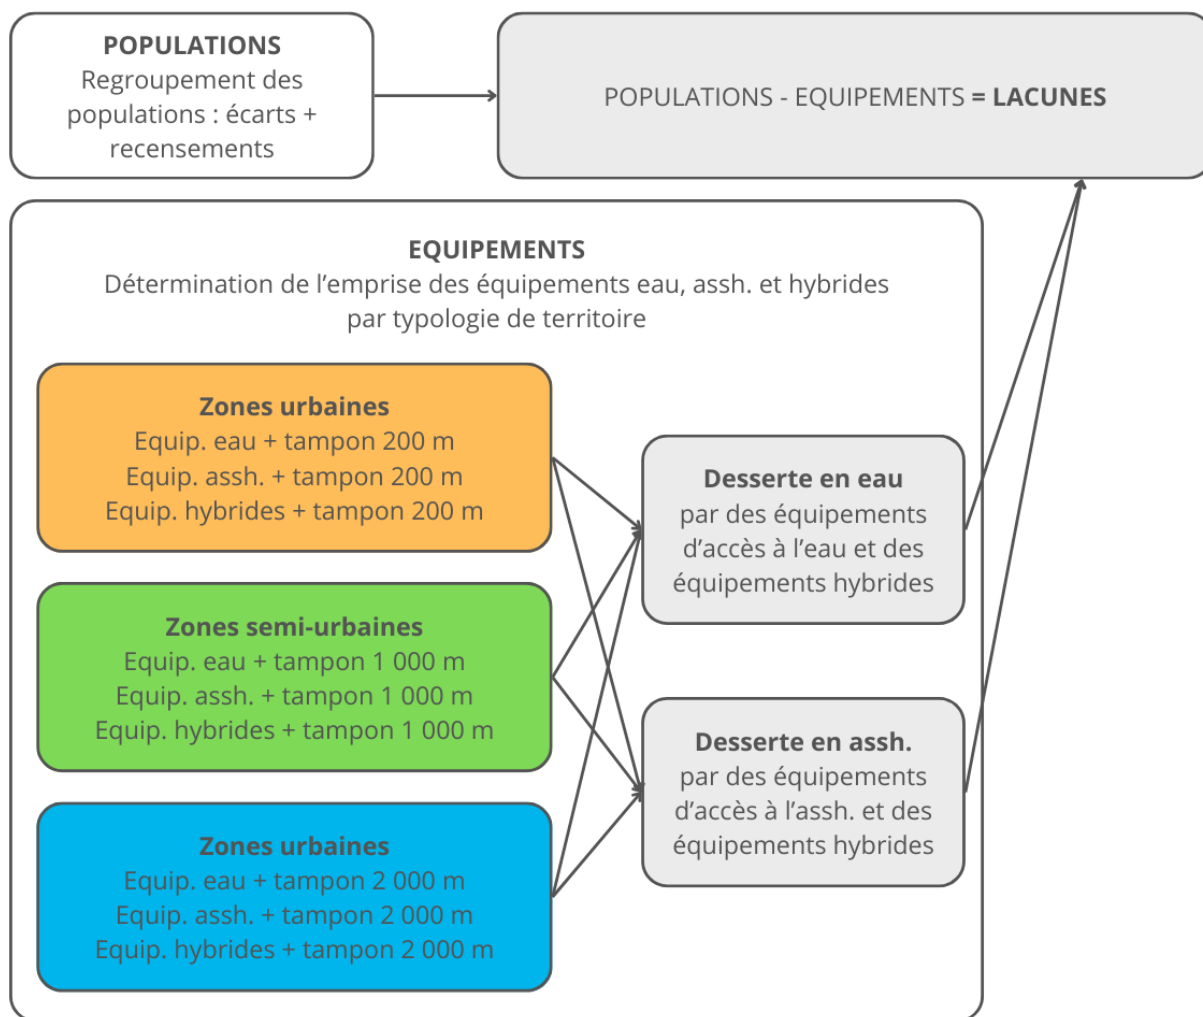 POPULATIONS
Regroupement des
populations : écarts +
recensements
POPULATIONS - EQUIPEMENTS = LACUNES
EQUIPEMENTS
Détermination de l’emprise des équipements eau, assh. et hybrides
par typologie de territoire
Zones urbaines
Equip. eau + tampon 200 m
Equip. assh. + tampon 200 m
Equip. hybrides + tampon 200 m
Zones semi-urbaines
Equip. eau + tampon 1 000 m
Equip. assh. + tampon 1 000 m
Equip. hybrides + tampon 1 000 m
Zones urbaines
Equip. eau + tampon 2 000 m
Equip. assh. + tampon 2 000 m
Equip. hybrides + tampon 2 000 m
Desserte en eau
par des équipements
d’accès à l’eau et des
équipements hybrides
Desserte en assh.
par des équipements
d’accès à l’assh. et des
équipements hybrides